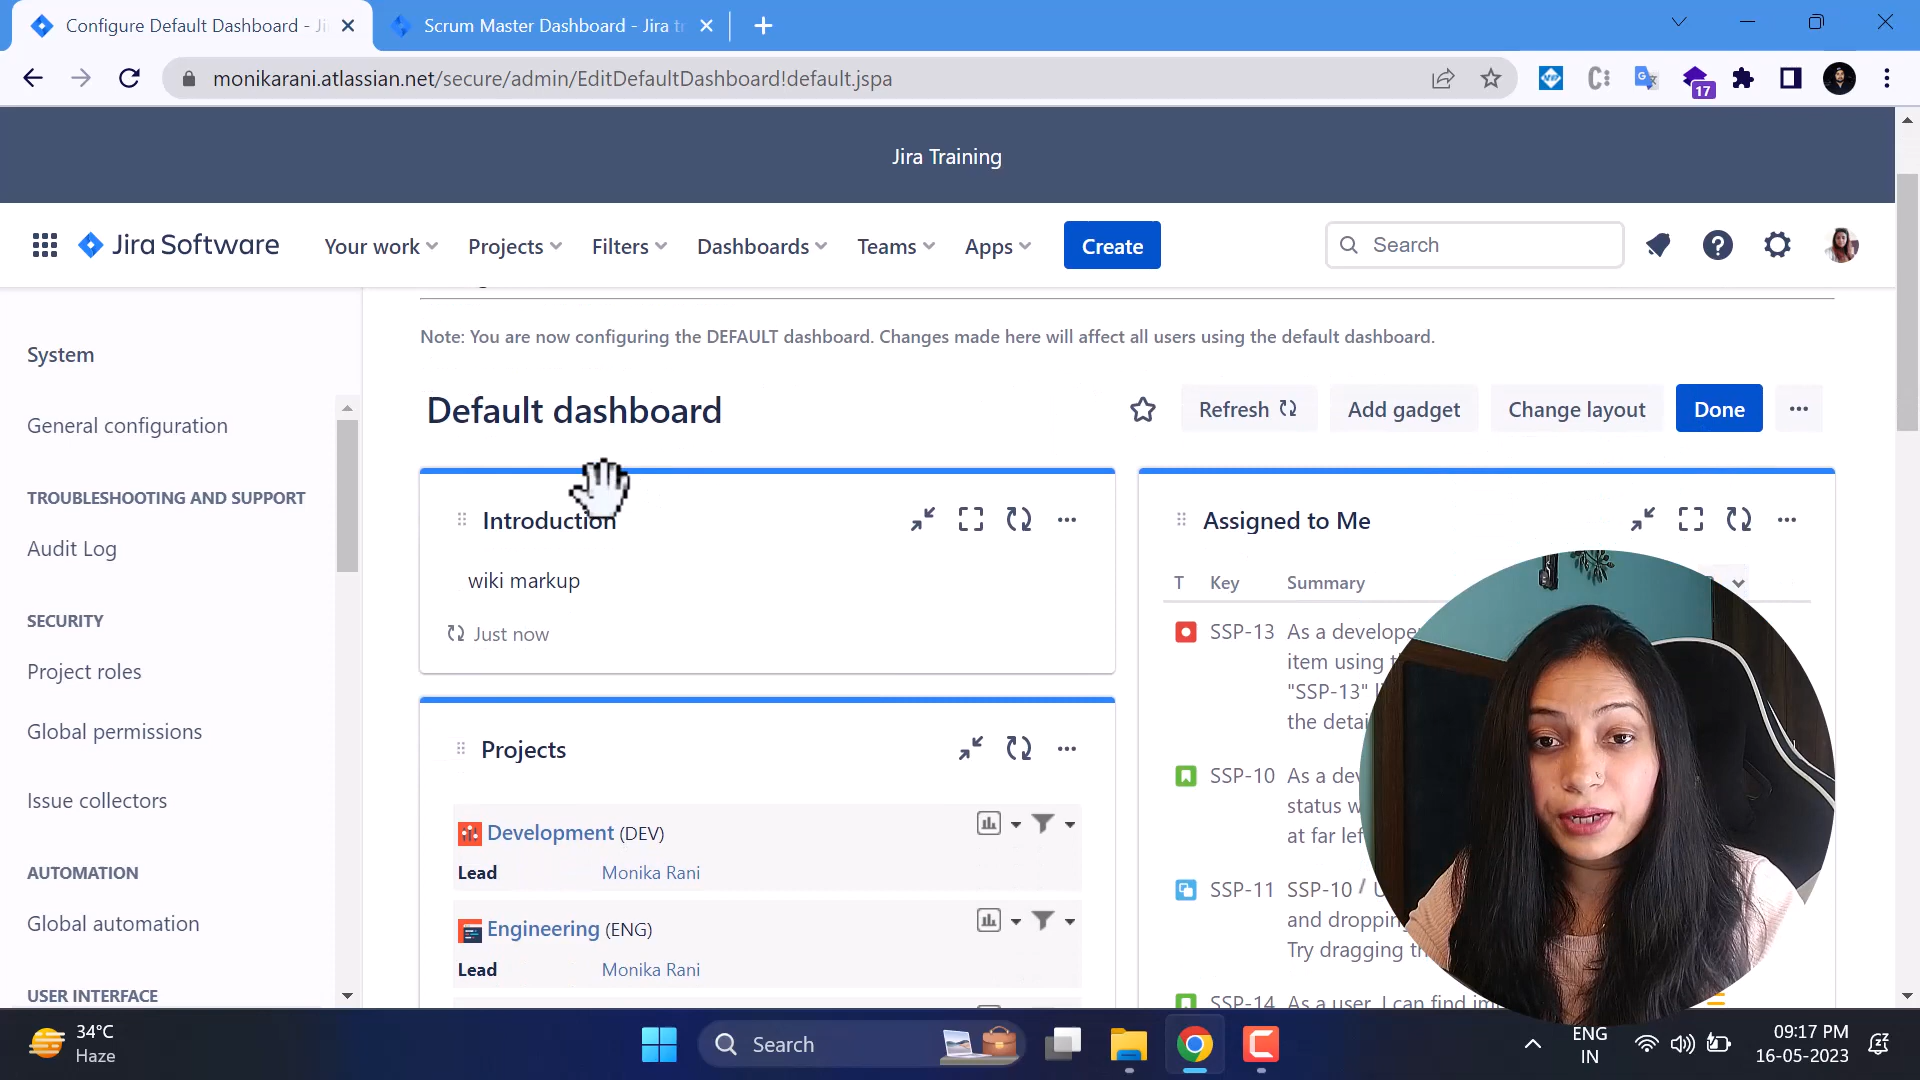 Configure Default Dashboard - Ji
Scrum Master Dashboard - Jira tr
monikarani.atlassian.net/secure/admin/EditDefaultDashboard!default.jspa
17
Jira Training
Jira Software
Your work
Projects
Filters
Dashboards
Teams
Apps
Create
Search
System
General configuration
TROUBLESHOOTING AND SUPPORT
Audit Log
SECURITY
Project roles
Global permissions
Issue collectors
AUTOMATION
Global automation
USER INTERFACE
Note: You are now configuring the DEFAULT dashboard. Changes made here will affect all users using the default dashboard.
Default dashboard
Refresh
Add gadget
Change layout
Done
Introduction
wiki markup
Just now
Projects
Development (DEV)
Lead Monika Rani
Engineering (ENG)
Lead Monika Rani
Assigned to Me
T Key Summary
SSP-13 As a develope
item using t
"SSP-13" l
the detai
SSP-10 As a dev
status w
at far lef
SSP-11 SSP-10 / U
and dropping
Try dragging th
SSP-14 As a user, I can find im
34°C
Haze
Search
ENG
IN
09:17 PM
16-05-2023